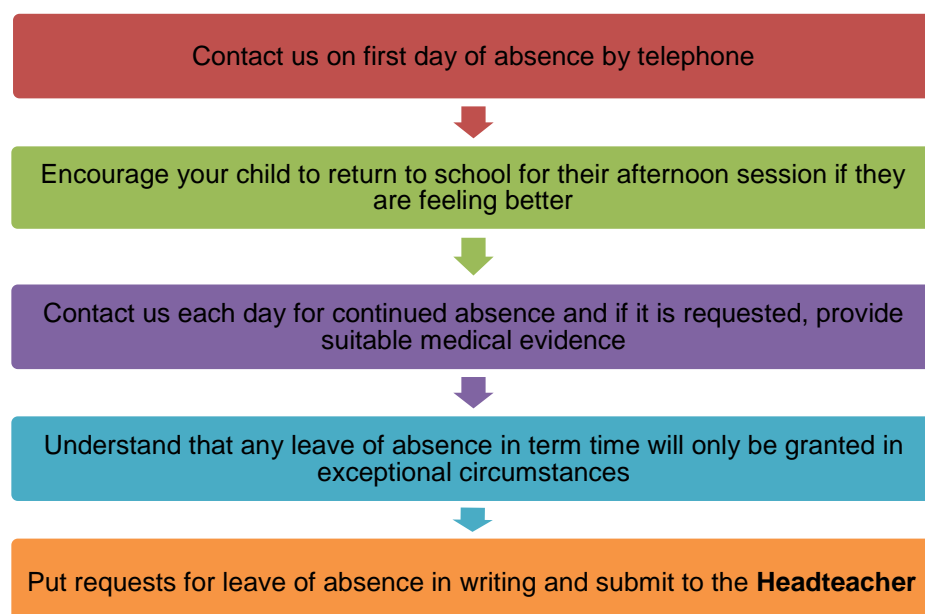 Contact us on first day of absence by telephone
Encourage your child to return to school for their afternoon session if they
are feeling better
Contact us each day for continued absence and if it is requested, provide
suitable medical evidence
Understand that any leave of absence in term time will only be granted in
exceptional circumstances
Put requests for leave of absence in writing and submit to the Headteacher